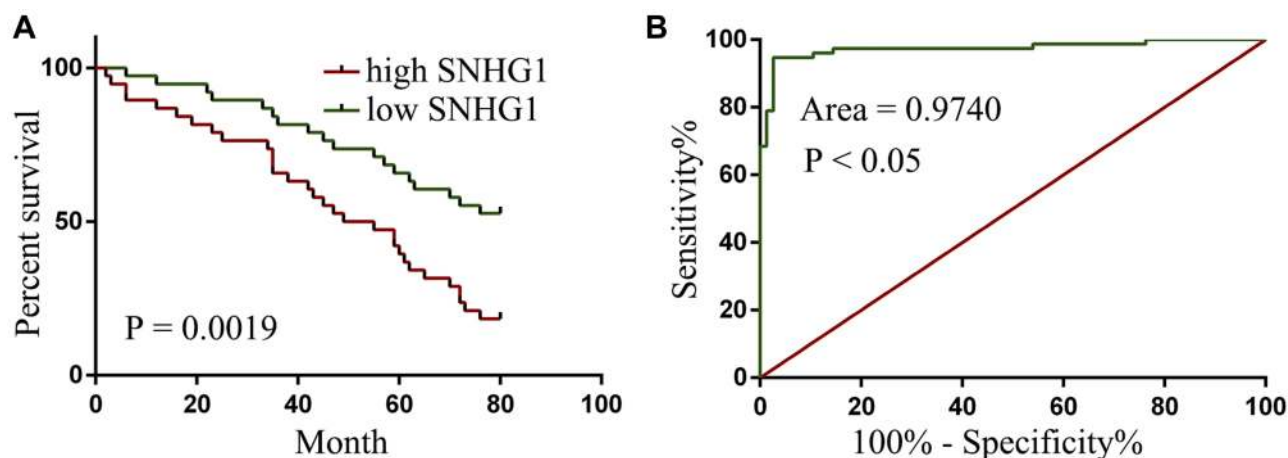 A
Percent survival
100
50
0
high SNHG1
low SNHG1
P = 0.0019
0 20 40 60 80 100
Month
B
Sensitivity%
100
80
60
40
20
0
Area = 0.9740
P < 0.05
0 20 40 60 80 100
100% - Specificity%